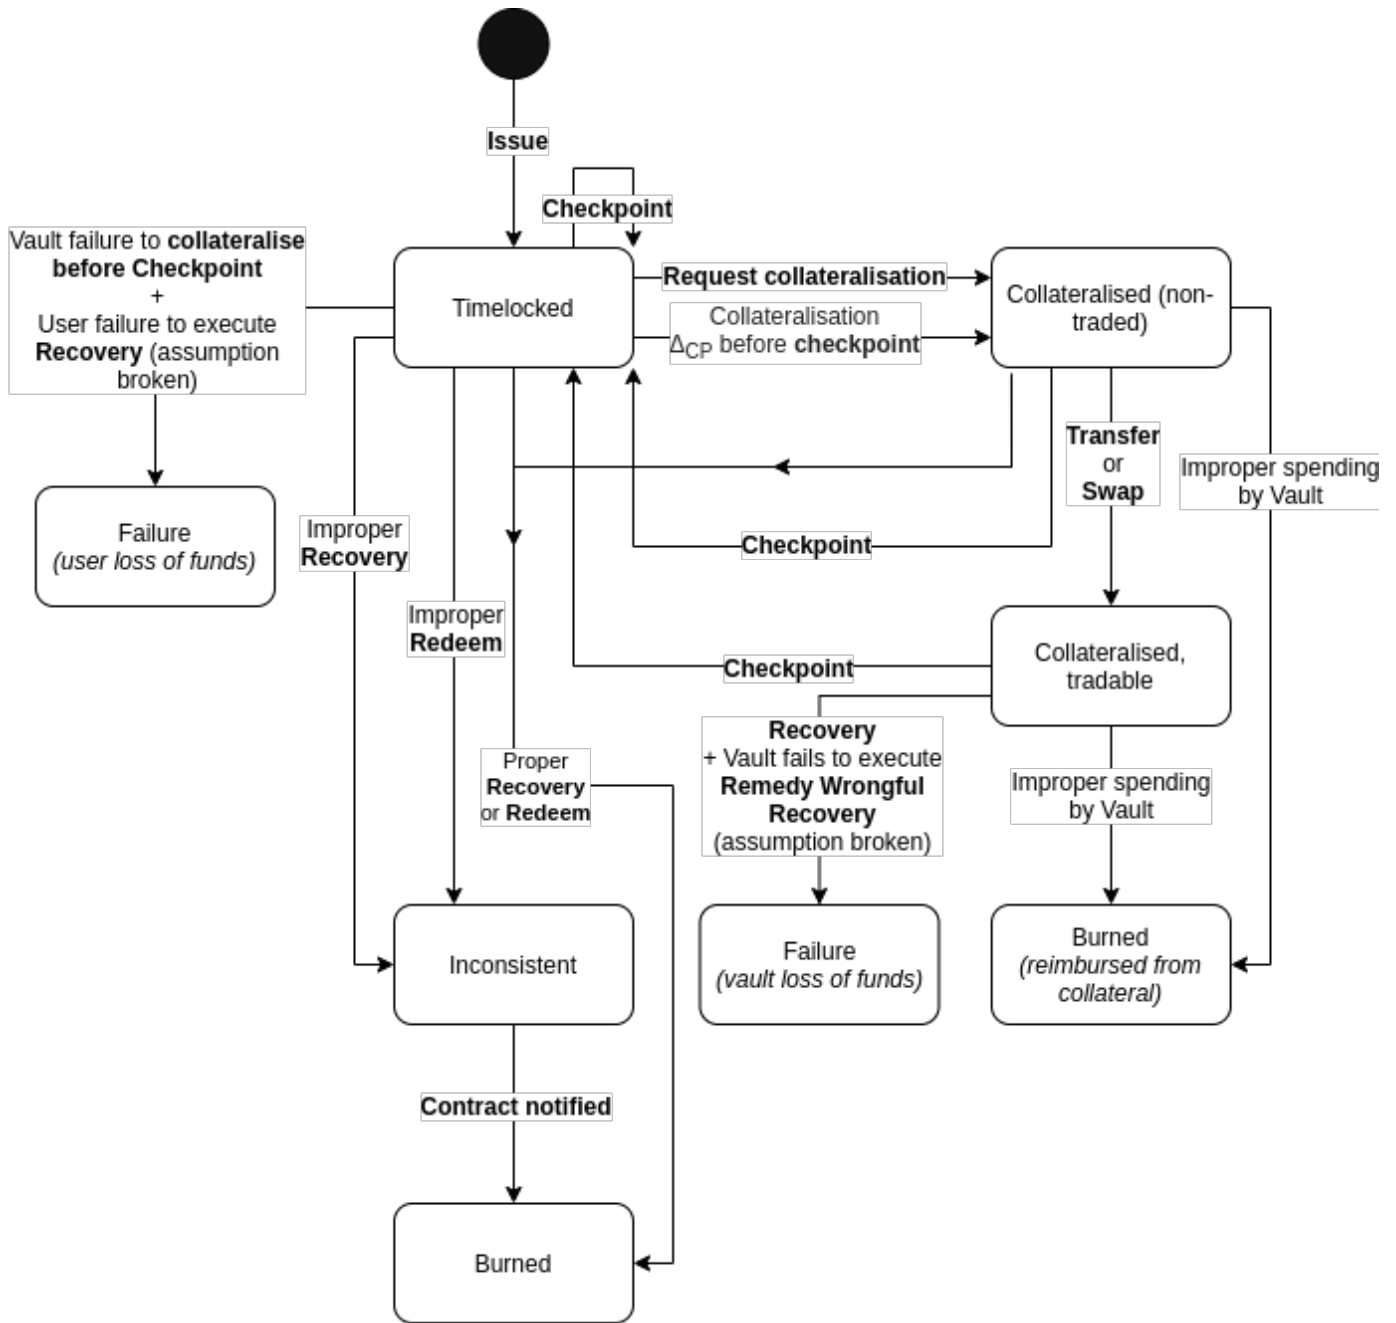 Issue
Checkpoint
Vault failure to collateralise
before Checkpoint
+
User failure to execute
Recovery (assumption
broken)
Timelocked
Request collateralisation
Collateralisation
ΔCP before checkpoint
Collateralised (non-
traded)
Transfer
or
Swap
Improper spending
by Vault
Failure
(user loss of funds)
Improper
Recovery
Checkpoint
Improper
Redeem
Checkpoint
Collateralised,
tradable
Proper
Recovery
or Redeem
Recovery
+ Vault fails to execute
Remedy Wrongful
Recovery
(assumption broken)
Improper spending
by Vault
Inconsistent
Failure
(vault loss of funds)
Burned
(reimbursed from
collateral)
Contract notified
Burned